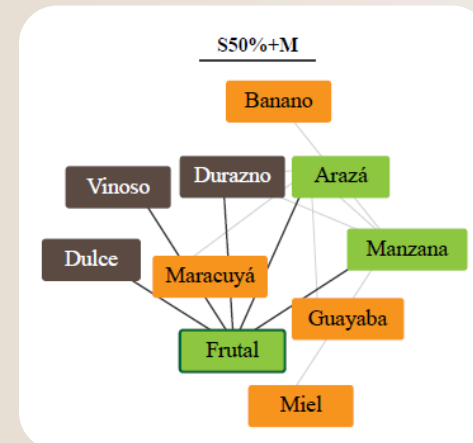 S50%+M
Banano
Durazno
Arazá
Vinoso
Manzana
Dulce
Maracuyá
Guayaba
Frutal
Miel